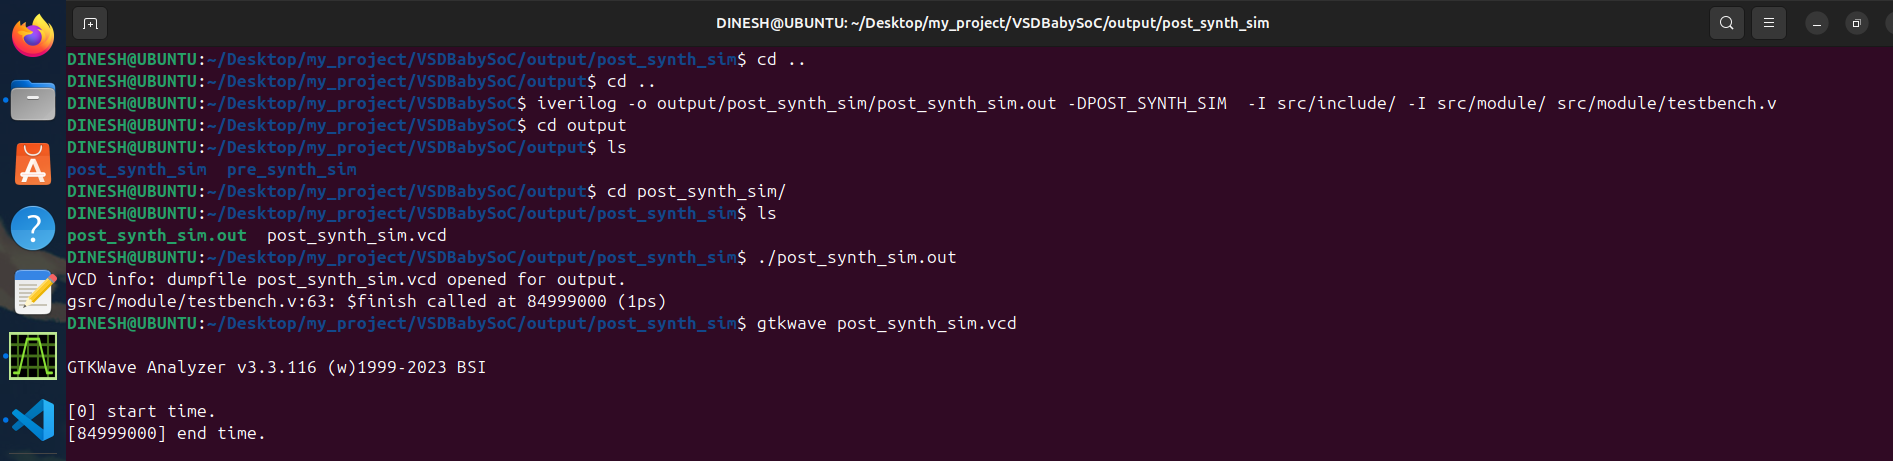 DINESH@UBUNTU: ~/Desktop/my_project/VSDBabySoC/output/post_synth_sim
DINESH@UBUNTU:~/Desktop/my_project/VSDBabySoC/output/post_synth_sim$ cd ..
DINESH@UBUNTU:~/Desktop/my_project/VSDBabySoC/output$ cd ..
DINESH@UBUNTU:~/Desktop/my_project/VSDBabySoC$ iverilog -o output/post_synth_sim/post_synth_sim.out -DPOST_SYNTH_SIM  -I src/include/ -I src/module/ src/module/testbench.v
DINESH@UBUNTU:~/Desktop/my_project/VSDBabySoC$ cd output
DINESH@UBUNTU:~/Desktop/my_project/VSDBabySoC/output$ ls
post_synth_sim  pre_synth_sim
DINESH@UBUNTU:~/Desktop/my_project/VSDBabySoC/output$ cd post_synth_sim/
DINESH@UBUNTU:~/Desktop/my_project/VSDBabySoC/output/post_synth_sim$ ls
post_synth_sim.out  post_synth_sim.vcd
DINESH@UBUNTU:~/Desktop/my_project/VSDBabySoC/output/post_synth_sim$ ./post_synth_sim.out
VCD info: dumpfile post_synth_sim.vcd opened for output.
gsrc/module/testbench.v:63: $finish called at 84999000 (1ps)
DINESH@UBUNTU:~/Desktop/my_project/VSDBabySoC/output/post_synth_sim$ gtkwave post_synth_sim.vcd
GTKWave Analyzer v3.3.116 (w)1999-2023 BSI
[0] start time.
[84999000] end time.